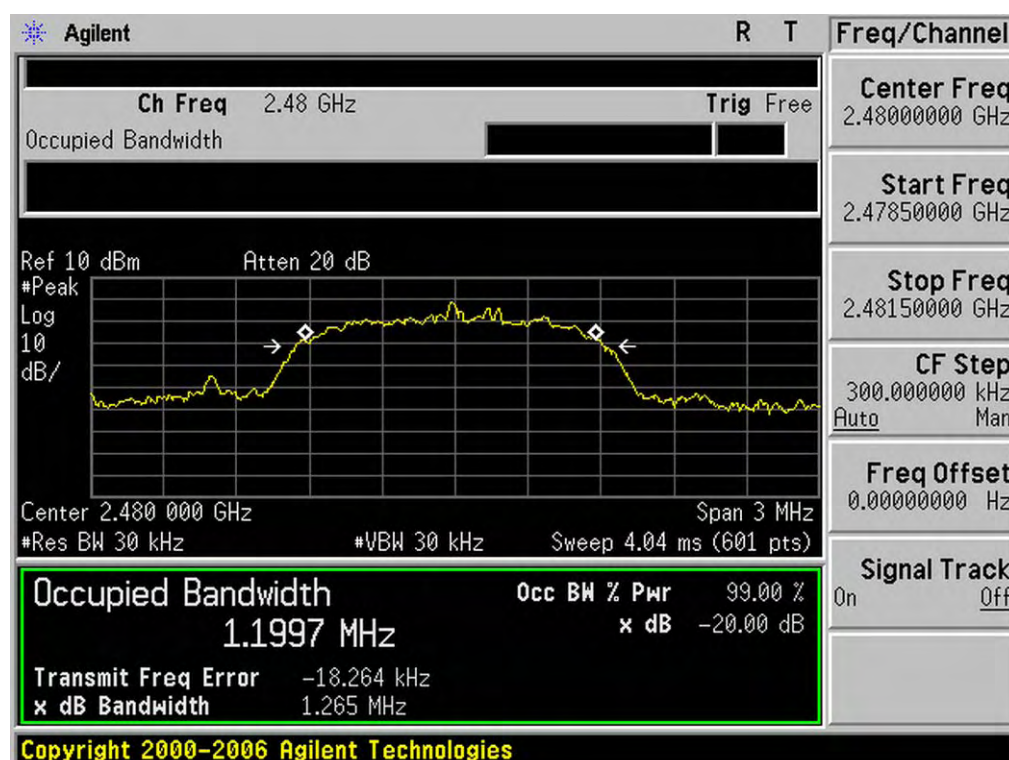 Agilent R T
Ch Freq 2.48 GHz Trig Free
Occupied Bandwidth
Ref 10 dBm Atten 20 dB
#Peak
Log
10
dB/
Center 2.480 000 GHz Span 3 MHz
#Res BW 30 kHz #VBW 30 kHz Sweep 4.04 ms (601 pts)
Occupied Bandwidth
1.1997 MHz
Occ BW % Pwr 99.00 %
x dB -20.00 dB
Transmit Freq Error -18.264 kHz
x dB Bandwidth 1.265 MHz
Copyright 2000-2006 Agilent Technologies
Freq/Channel
Center Freq
2.48000000 GHz
Start Freq
2.47850000 GHz
Stop Freq
2.48150000 GHz
CF Step
300.000000 kHz
Auto Man
Freq Offset
0.00000000 Hz
Signal Track
On Off